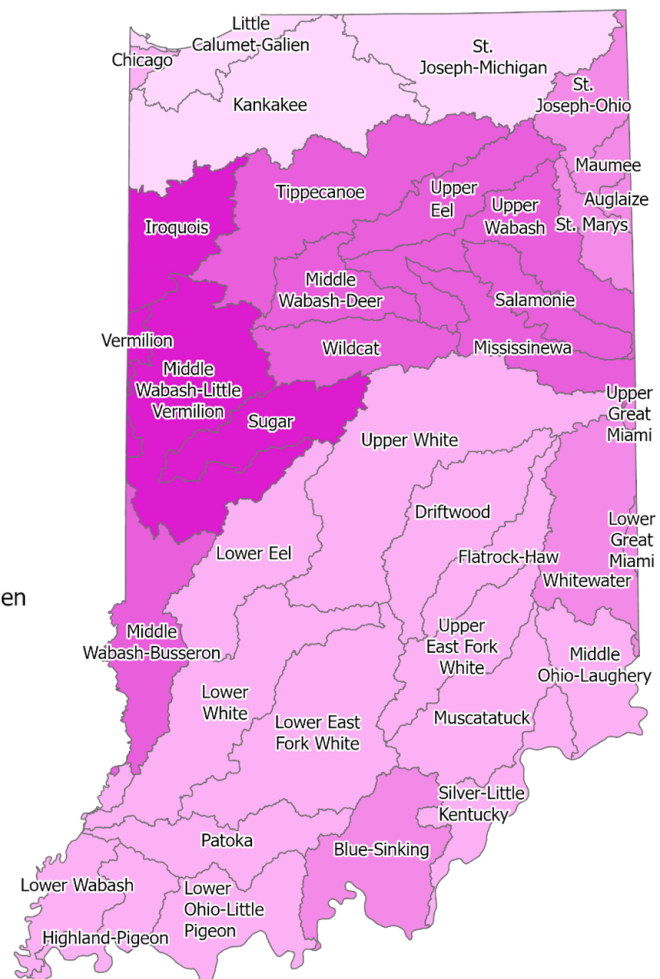 Little
Calumet-Galien
Chicago
St.
Joseph-Michigan
Kankakee
St.
Joseph-Ohio
Maumee
Auglaize
St. Marys
Tippecanoe
Upper
Eel
Upper
Wabash
Iroquois
Middle
Wabash-Deer
Salamonie
Vermilion
Wildcat
Mississinewa
Middle
Wabash-Little
Vermilion
Sugar
Upper
Great
Miami
Upper White
Driftwood
Lower
Great
Miami
Lower Eel
Flatrock-Haw
Whitewater
en
Middle
Wabash-Busseron
Upper
East Fork
White
Middle
Ohio-Laughery
Lower
White
Lower East
Fork White
Muscatatuck
Silver-Little
Kentucky
Patoka
Blue-Sinking
Lower Wabash
Lower
Ohio-Little
Pigeon
Highland-Pigeon